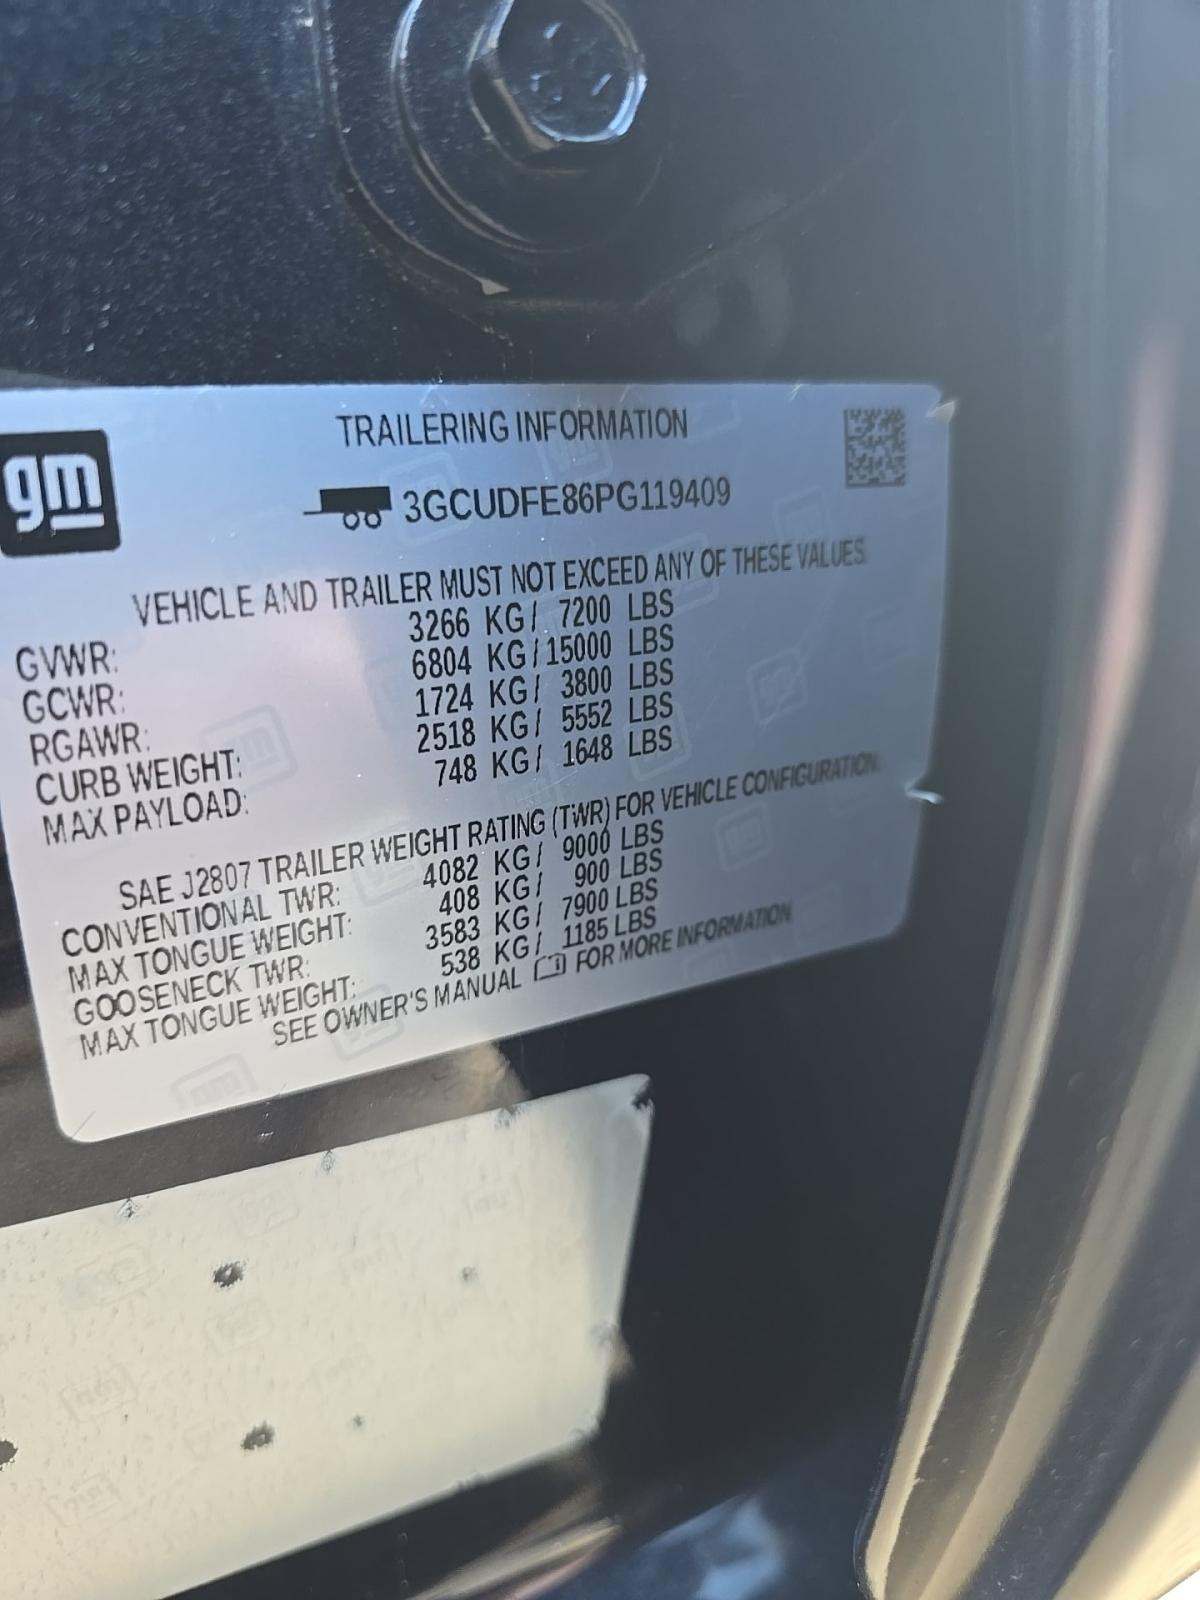 gm
TRAILERING INFORMATION
3GCUDFE86PG119409
VEHICLE AND TRAILER MUST NOT EXCEED ANY OF THESE VALUES.
GVWR: 3266 KG/ 7200 LBS
GCWR: 6804 KG/ 15000 LBS
RGAWR: 1724 KG/ 3800 LBS
CURB WEIGHT: 2518 KG/ 5552 LBS
MAX PAYLOAD: 748 KG/ 1648 LBS
SAE J2807 TRAILER WEIGHT RATING (TWR) FOR VEHICLE CONFIGURATION.
CONVENTIONAL TWR: 4082 KG/ 9000 LBS
MAX TONGUE WEIGHT: 408 KG/ 900 LBS
GOOSENECK TWR: 3583 KG/ 7900 LBS
MAX TONGUE WEIGHT: 538 KG/ 1185 LBS
SEE OWNER'S MANUAL FOR MORE INFORMATION